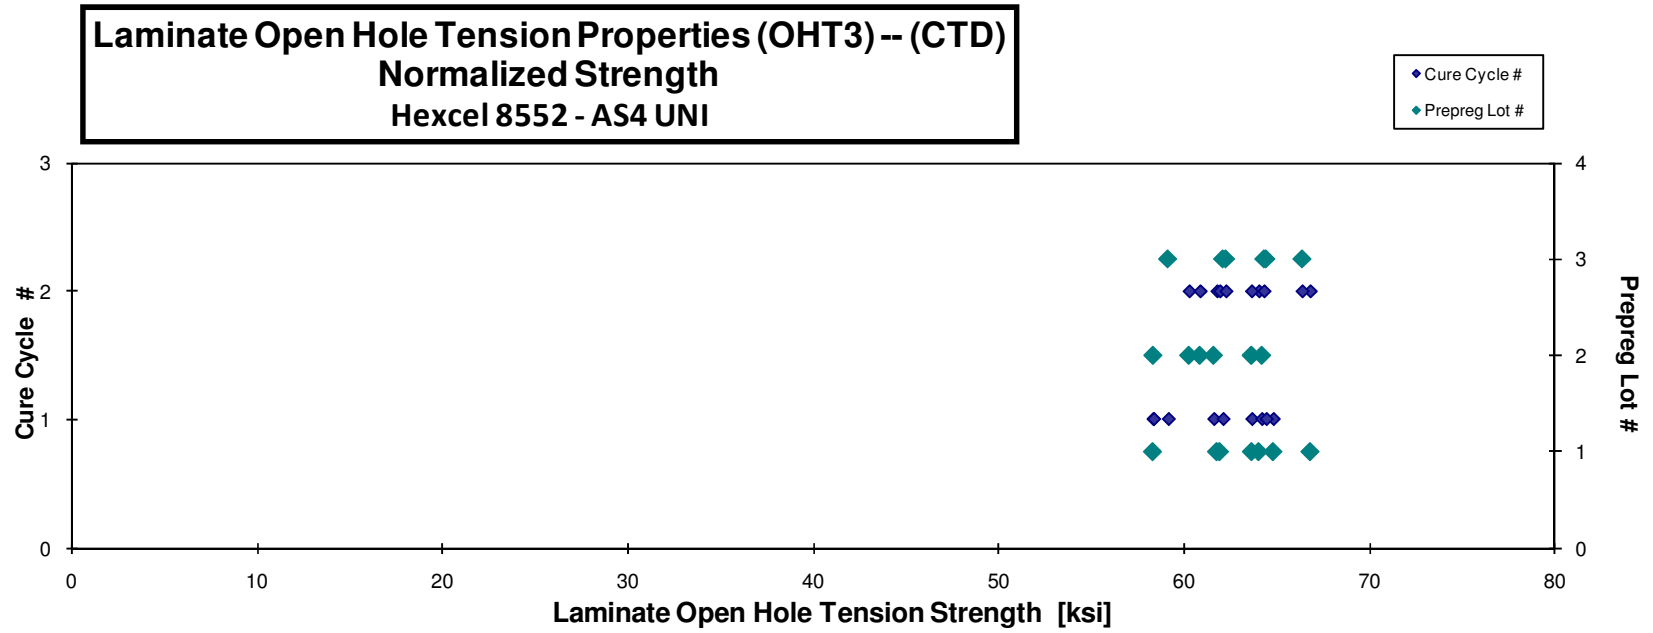 Laminate Open Hole Tension Properties (OHT3) -- (CTD)
Normalized Strength
Hexcel 8552 - AS4 UNI
Cure Cycle #
Prepreg Lot #
3
2
1
0
Cure Cycle #
4
3
2
1
0
Prepreg Lot #
0 10 20 30 40 50 60 70 80
Laminate Open Hole Tension Strength [ksi]